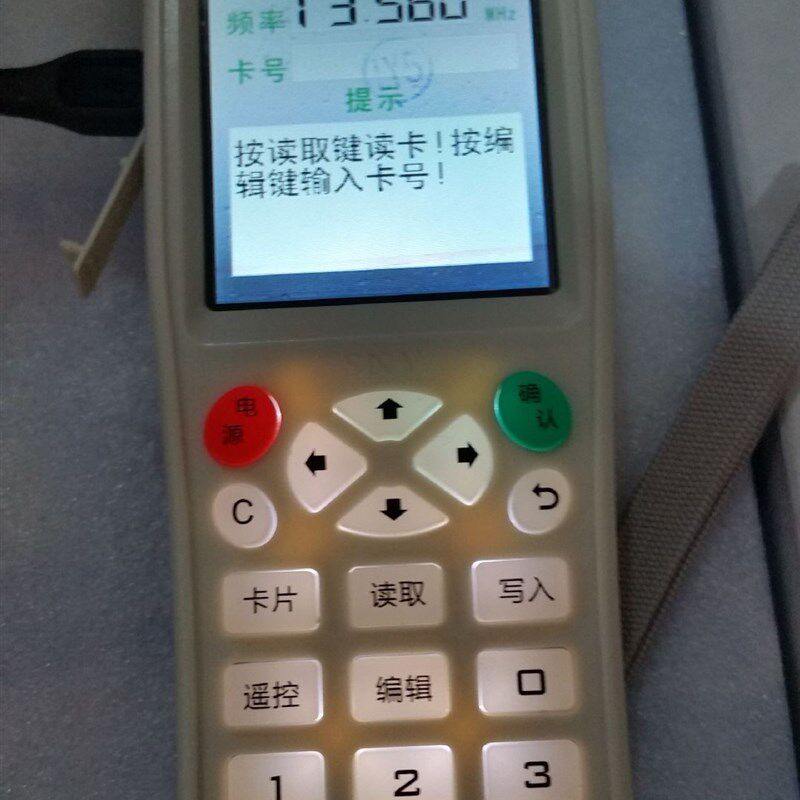 频率 13.560 MHz
卡号
提示
按读取键读卡!按编
辑键输入卡号!
电源
确认
C
卡片 读取 写入
遥控 编辑 0
1 2 3